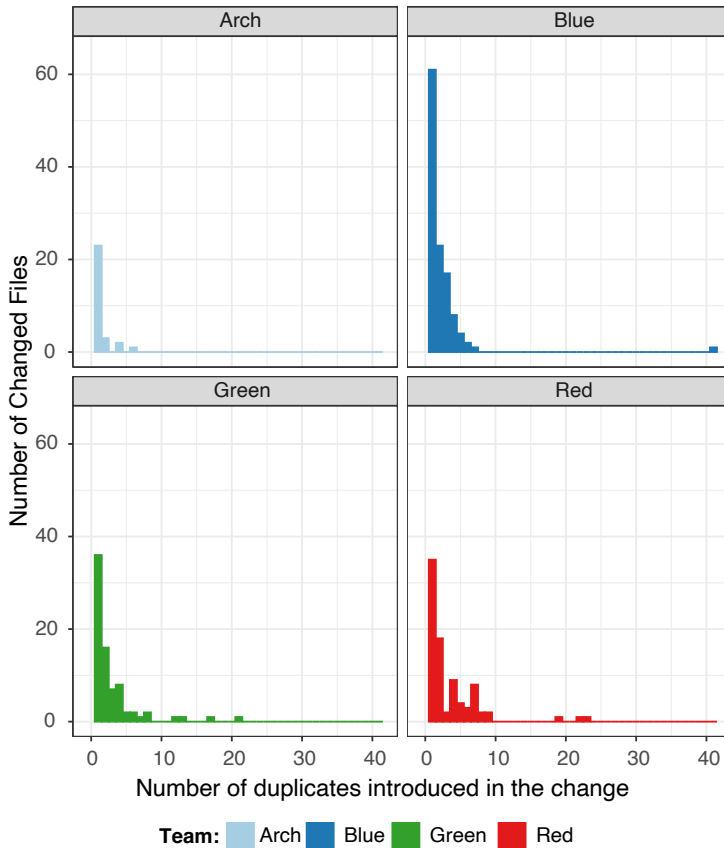 Arch Blue
60
40
20
0
Green Red
60
40
20
0
Number of Changed Files
0 10 20 30 40 0 10 20 30 40
Number of duplicates introduced in the change
Team: Arch Blue Green Red